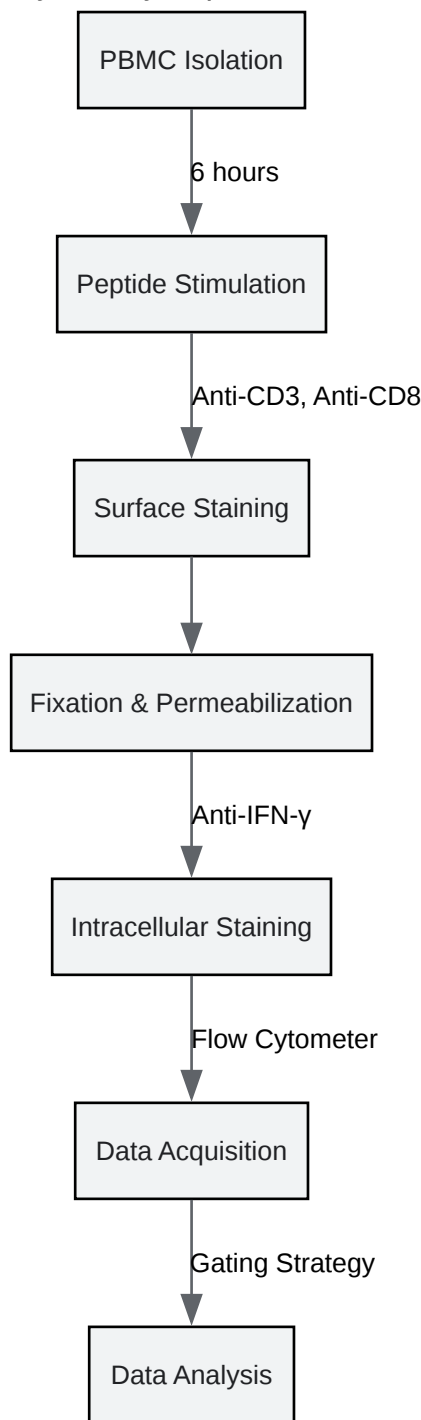 PBMC Isolation
6 hours
Peptide Stimulation
Anti-CD3, Anti-CD8
Surface Staining
Fixation & Permeabilization
Anti-IFN-γ
Intracellular Staining
Flow Cytometer
Data Acquisition
Gating Strategy
Data Analysis